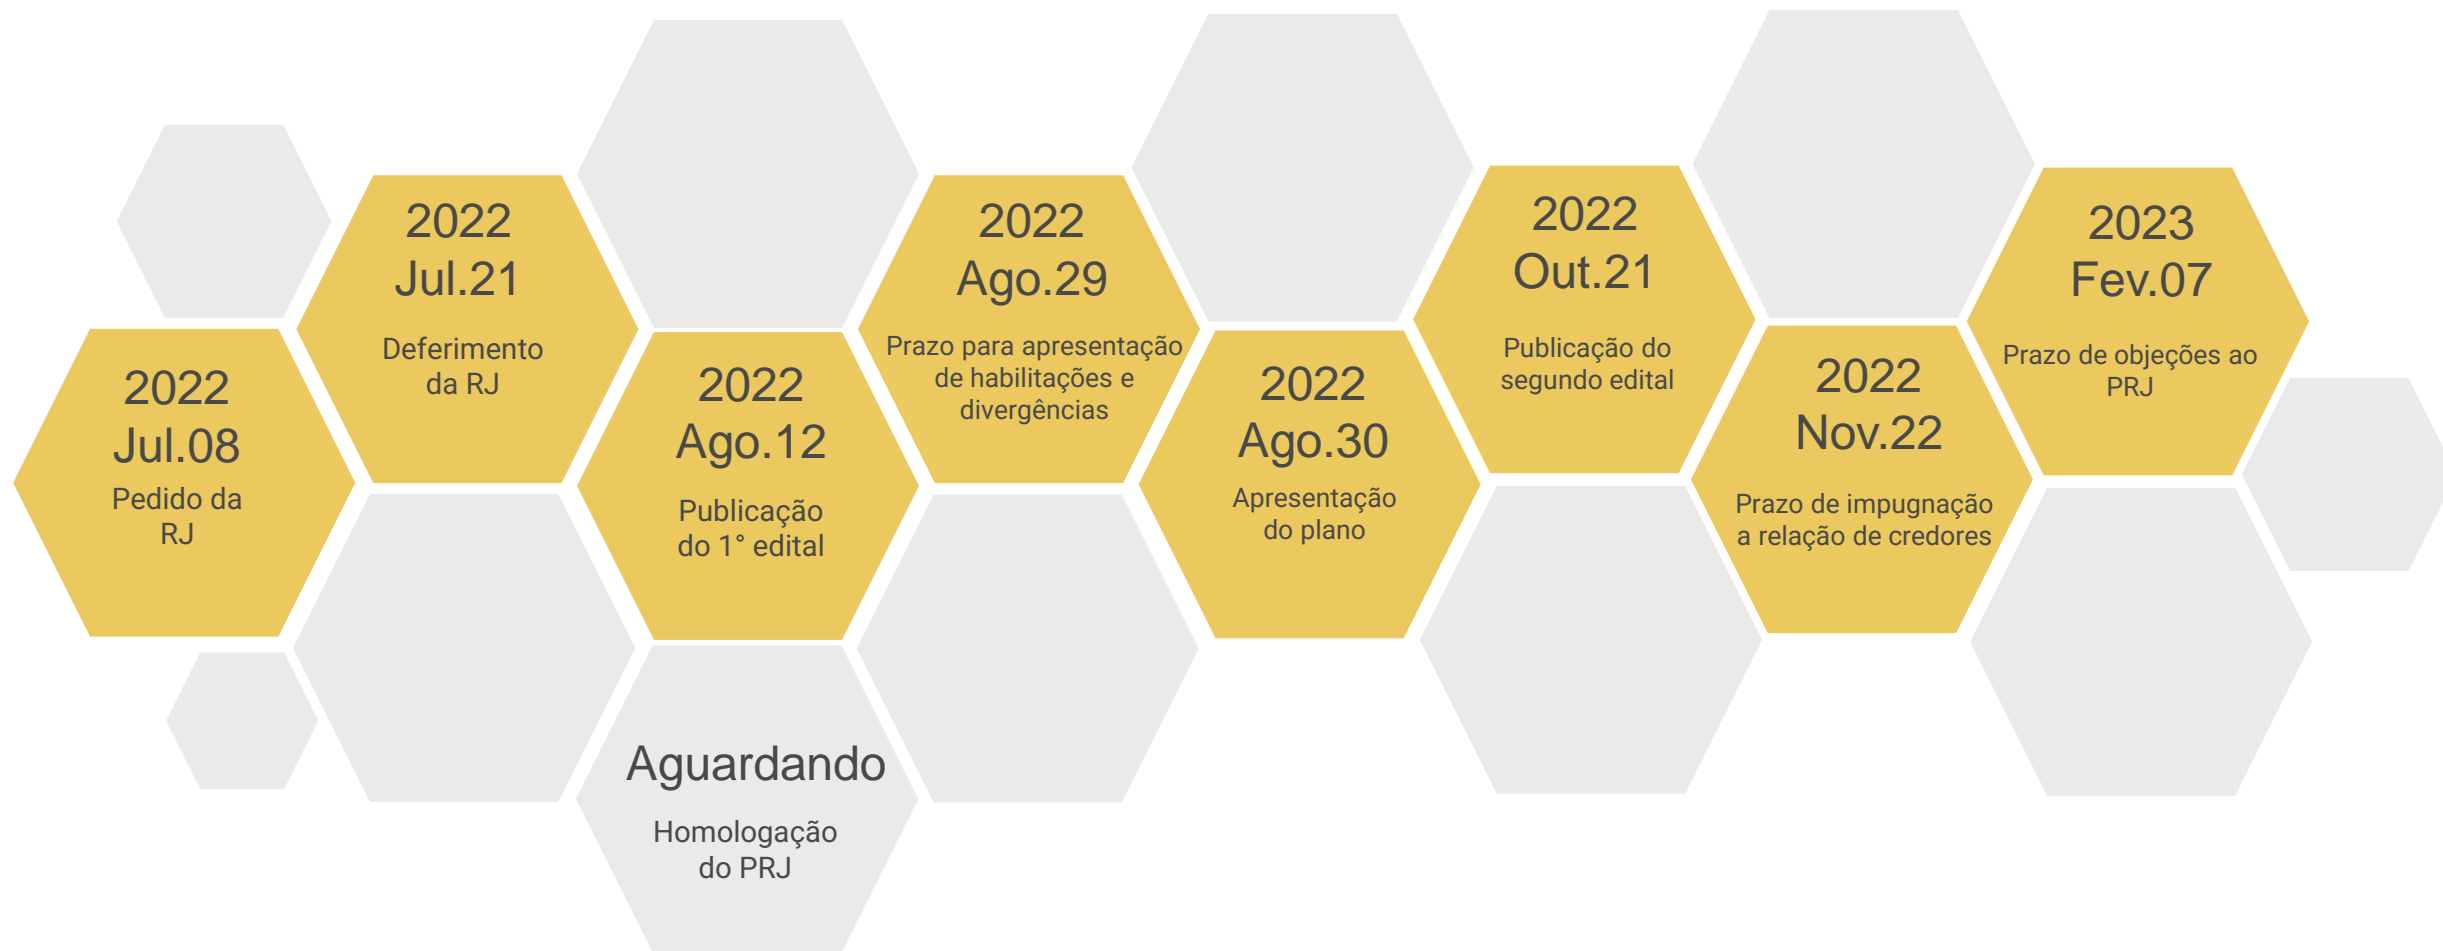 2022
Jul.08
Pedido da
RJ
2022
Jul.21
Deferimento
da RJ
2022
Ago.12
Publicação
do 1° edital
2022
Ago.29
Prazo para apresentação
de habilitações e
divergências
2022
Ago.30
Apresentação
do plano
2022
Out.21
Publicação do
segundo edital
2022
Nov.22
Prazo de impugnação
a relação de credores
2023
Fev.07
Prazo de objeções ao
PRJ
Aguardando
Homologação
do PRJ